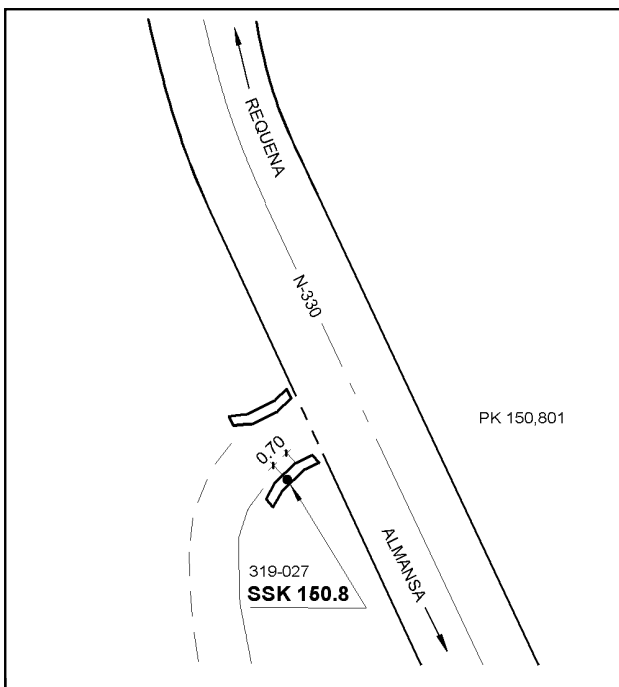 REQUENA
N-330
PK 150,801
0.70
ALMANSA
319-027
SSK 150.8